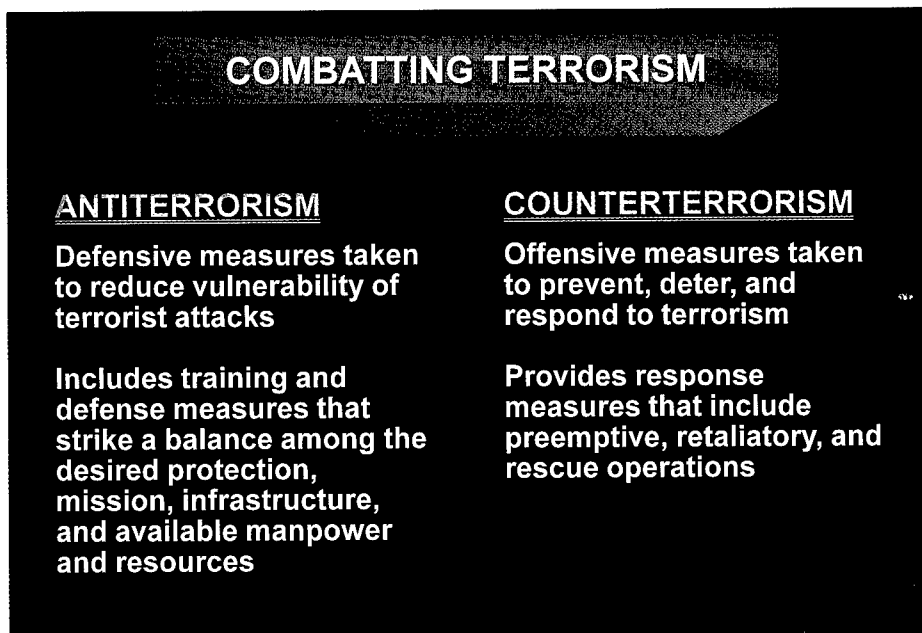 COMBATTING TERRORISM
ANTITERRORISM
Defensive measures taken
to reduce vulnerability of
terrorist attacks
Includes training and
defense measures that
strike a balance among the
desired protection,
mission, infrastructure,
and available manpower
and resources
COUNTERTERRORISM
Offensive measures taken
to prevent, deter, and
respond to terrorism
Provides response
measures that include
preemptive, retaliatory, and
rescue operations